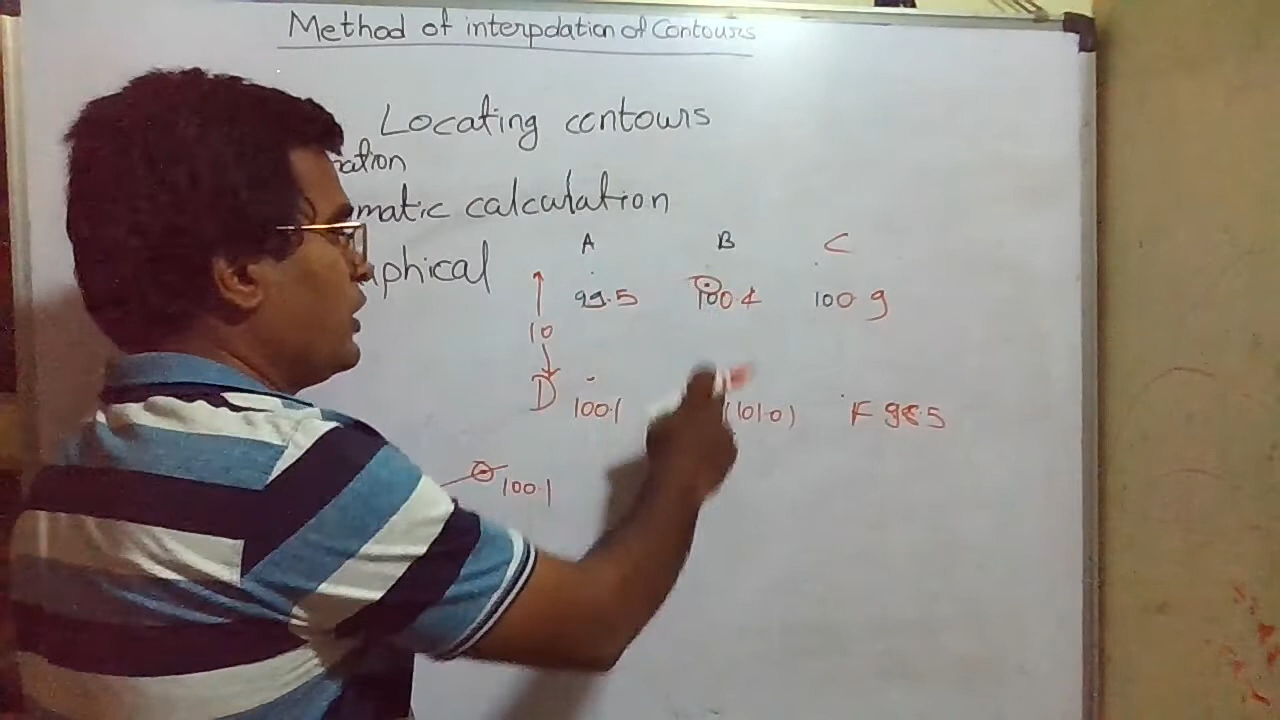 Method of interpolation of Contours
Locating contours
ation
matic calculation
aphical
A B C
99.5 100.4 100 9
10
D 100.1 (101.0) F 98.5
100.1